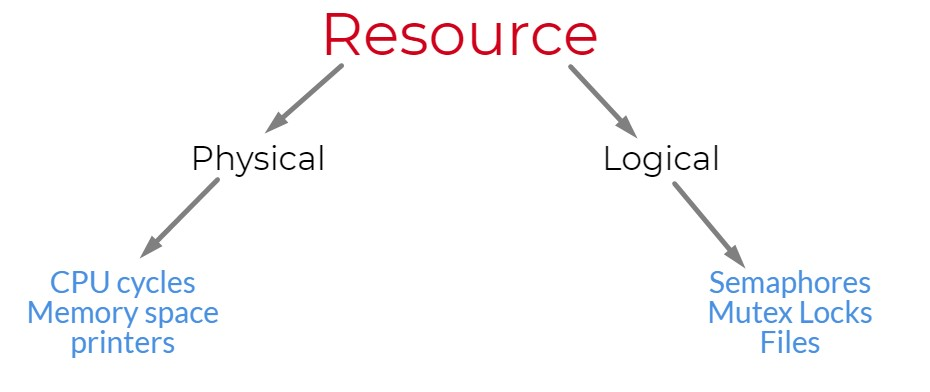 Resource
Physical
Logical
CPU cycles
Memory space
printers
Semaphores
Mutex Locks
Files